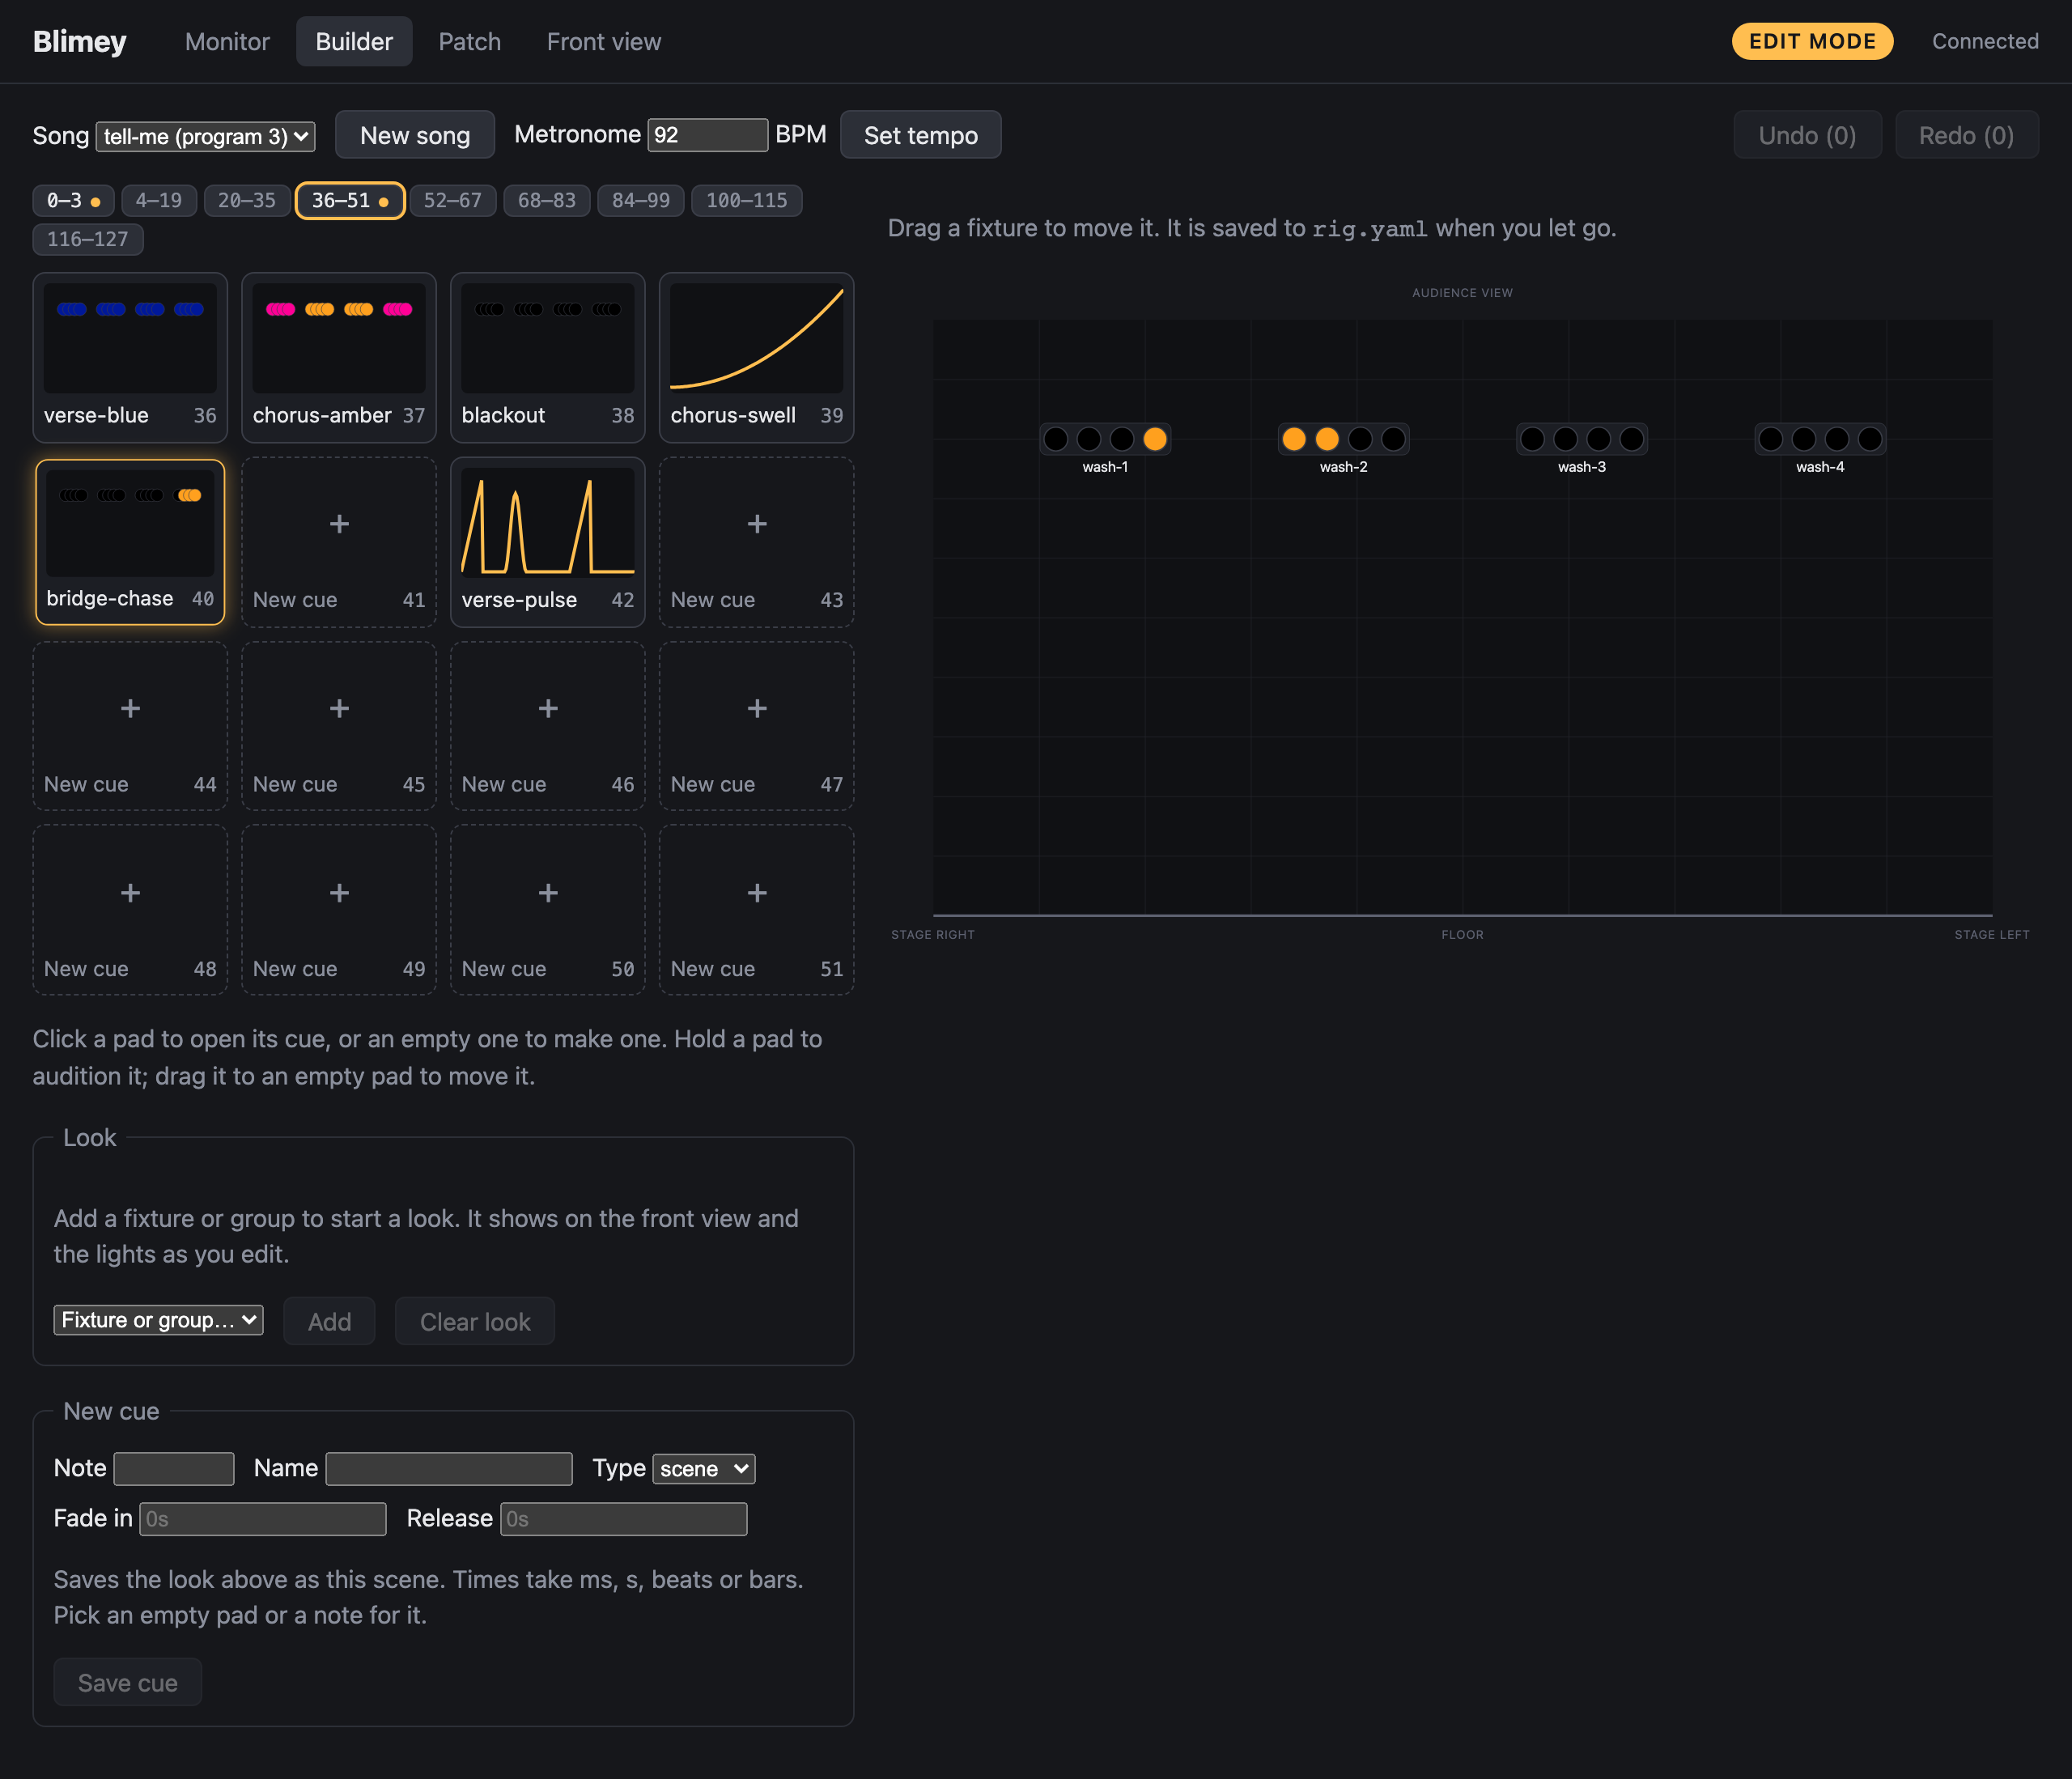 Blimey Monitor Builder Patch Front view EDIT MODE Connected
Song tell-me (program 3) New song Metronome 92 BPM Set tempo Undo (0) Redo (0)
0–3 4–19 20–35 36–51 52–67 68–83 84–99 100–115
116–127
Drag a fixture to move it. It is saved to rig.yaml when you let go.
AUDIENCE VIEW
verse-blue 36 chorus-amber 37 blackout 38 chorus-swell 39
wash-1 wash-2 wash-3 wash-4
bridge-chase 40 New cue 41 verse-pulse 42 New cue 43
New cue 44 New cue 45 New cue 46 New cue 47
New cue 48 New cue 49 New cue 50 New cue 51
STAGE RIGHT FLOOR STAGE LEFT
Click a pad to open its cue, or an empty one to make one. Hold a pad to
audition it; drag it to an empty pad to move it.
Look
Add a fixture or group to start a look. It shows on the front view and
the lights as you edit.
Fixture or group... Add Clear look
New cue
Note Name Type scene
Fade in 0s Release 0s
Saves the look above as this scene. Times take ms, s, beats or bars.
Pick an empty pad or a note for it.
Save cue